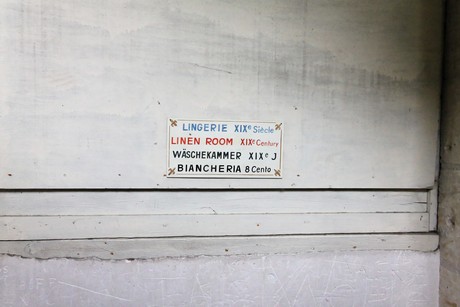 LINGERIE XIXe Siècle
LINEN ROOM XIXe Century
WÄSCHEKAMMER XIXe J
BIANCHERIA 8 Cento